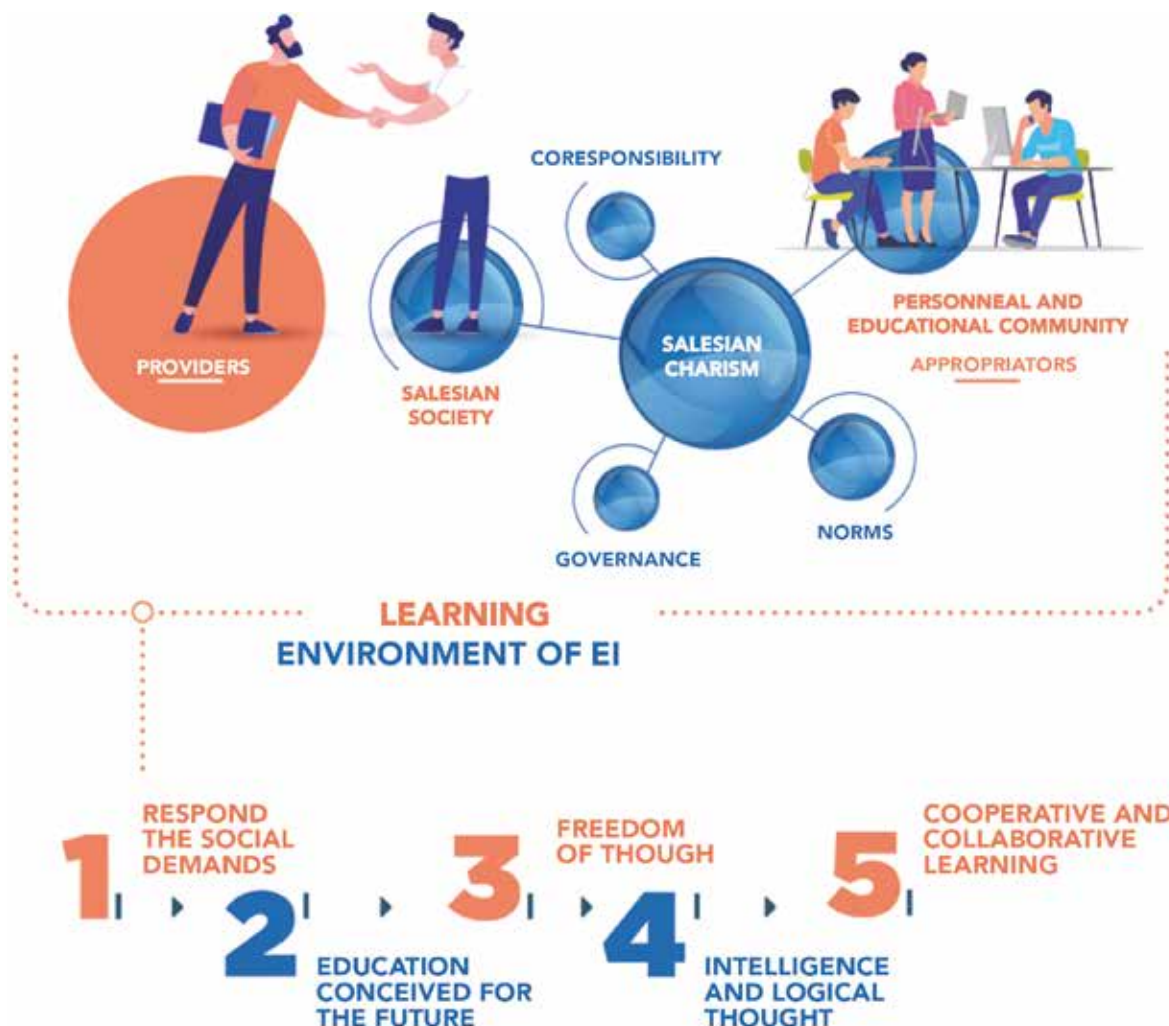 CORESPONSIBILITY
PROVIDERS
SALESIAN
SOCIETY
SALESIAN
CHARISM
PERSONNEAL AND
EDUCATIONAL COMMUNITY
APPROPRIATORS
NORMS
GOVERNANCE
LEARNING
ENVIRONMENT OF EI
1
RESPOND
THE SOCIAL
DEMANDS
2
EDUCATION
CONCEIVED FOR
THE FUTURE
3
FREEDOM
OF THOUGH
4
INTELLIGENCE
AND LOGICAL
THOUGHT
5
COOPERATIVE AND
COLLABORATIVE
LEARNING